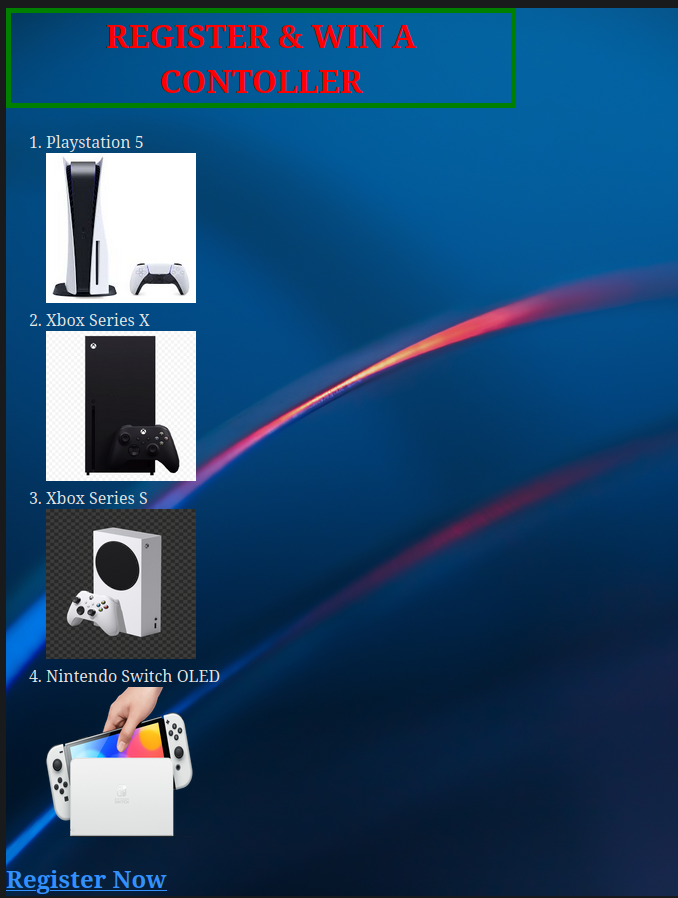 REGISTER & WIN A
CONTOLLER
1. Playstation 5
2. Xbox Series X
3. Xbox Series S
4. Nintendo Switch OLED
Register Now